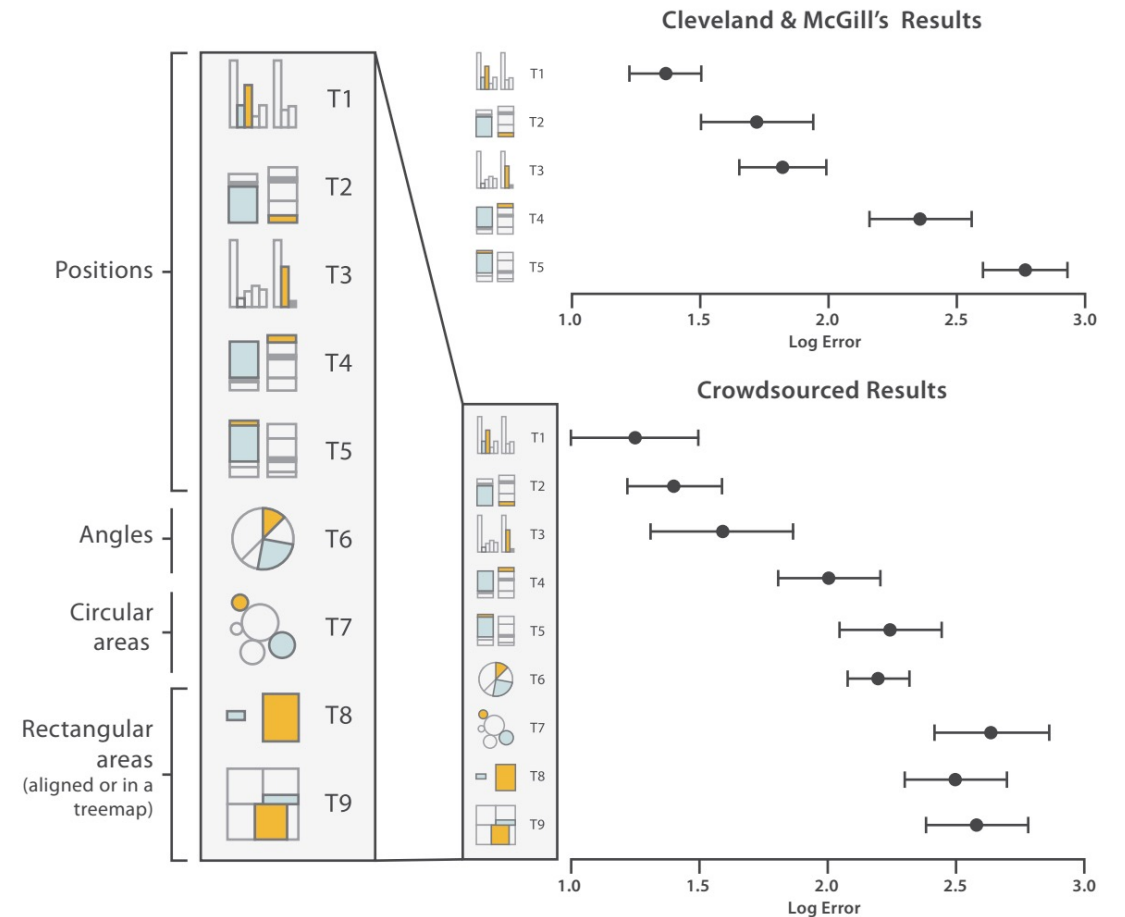 Cleveland & McGill's Results
T1
T2
T3
T4
T5
1.0 1.5 2.0 2.5 3.0
Log Error
Positions
Angles
Circular
areas
Rectangular
areas
(aligned or in a
treemap)
T1
T2
T3
T4
T5
T6
T7
T8
T9
Crowdsourced Results
T1
T2
T3
T4
T5
T6
T7
T8
T9
1.0 1.5 2.0 2.5 3.0
Log Error